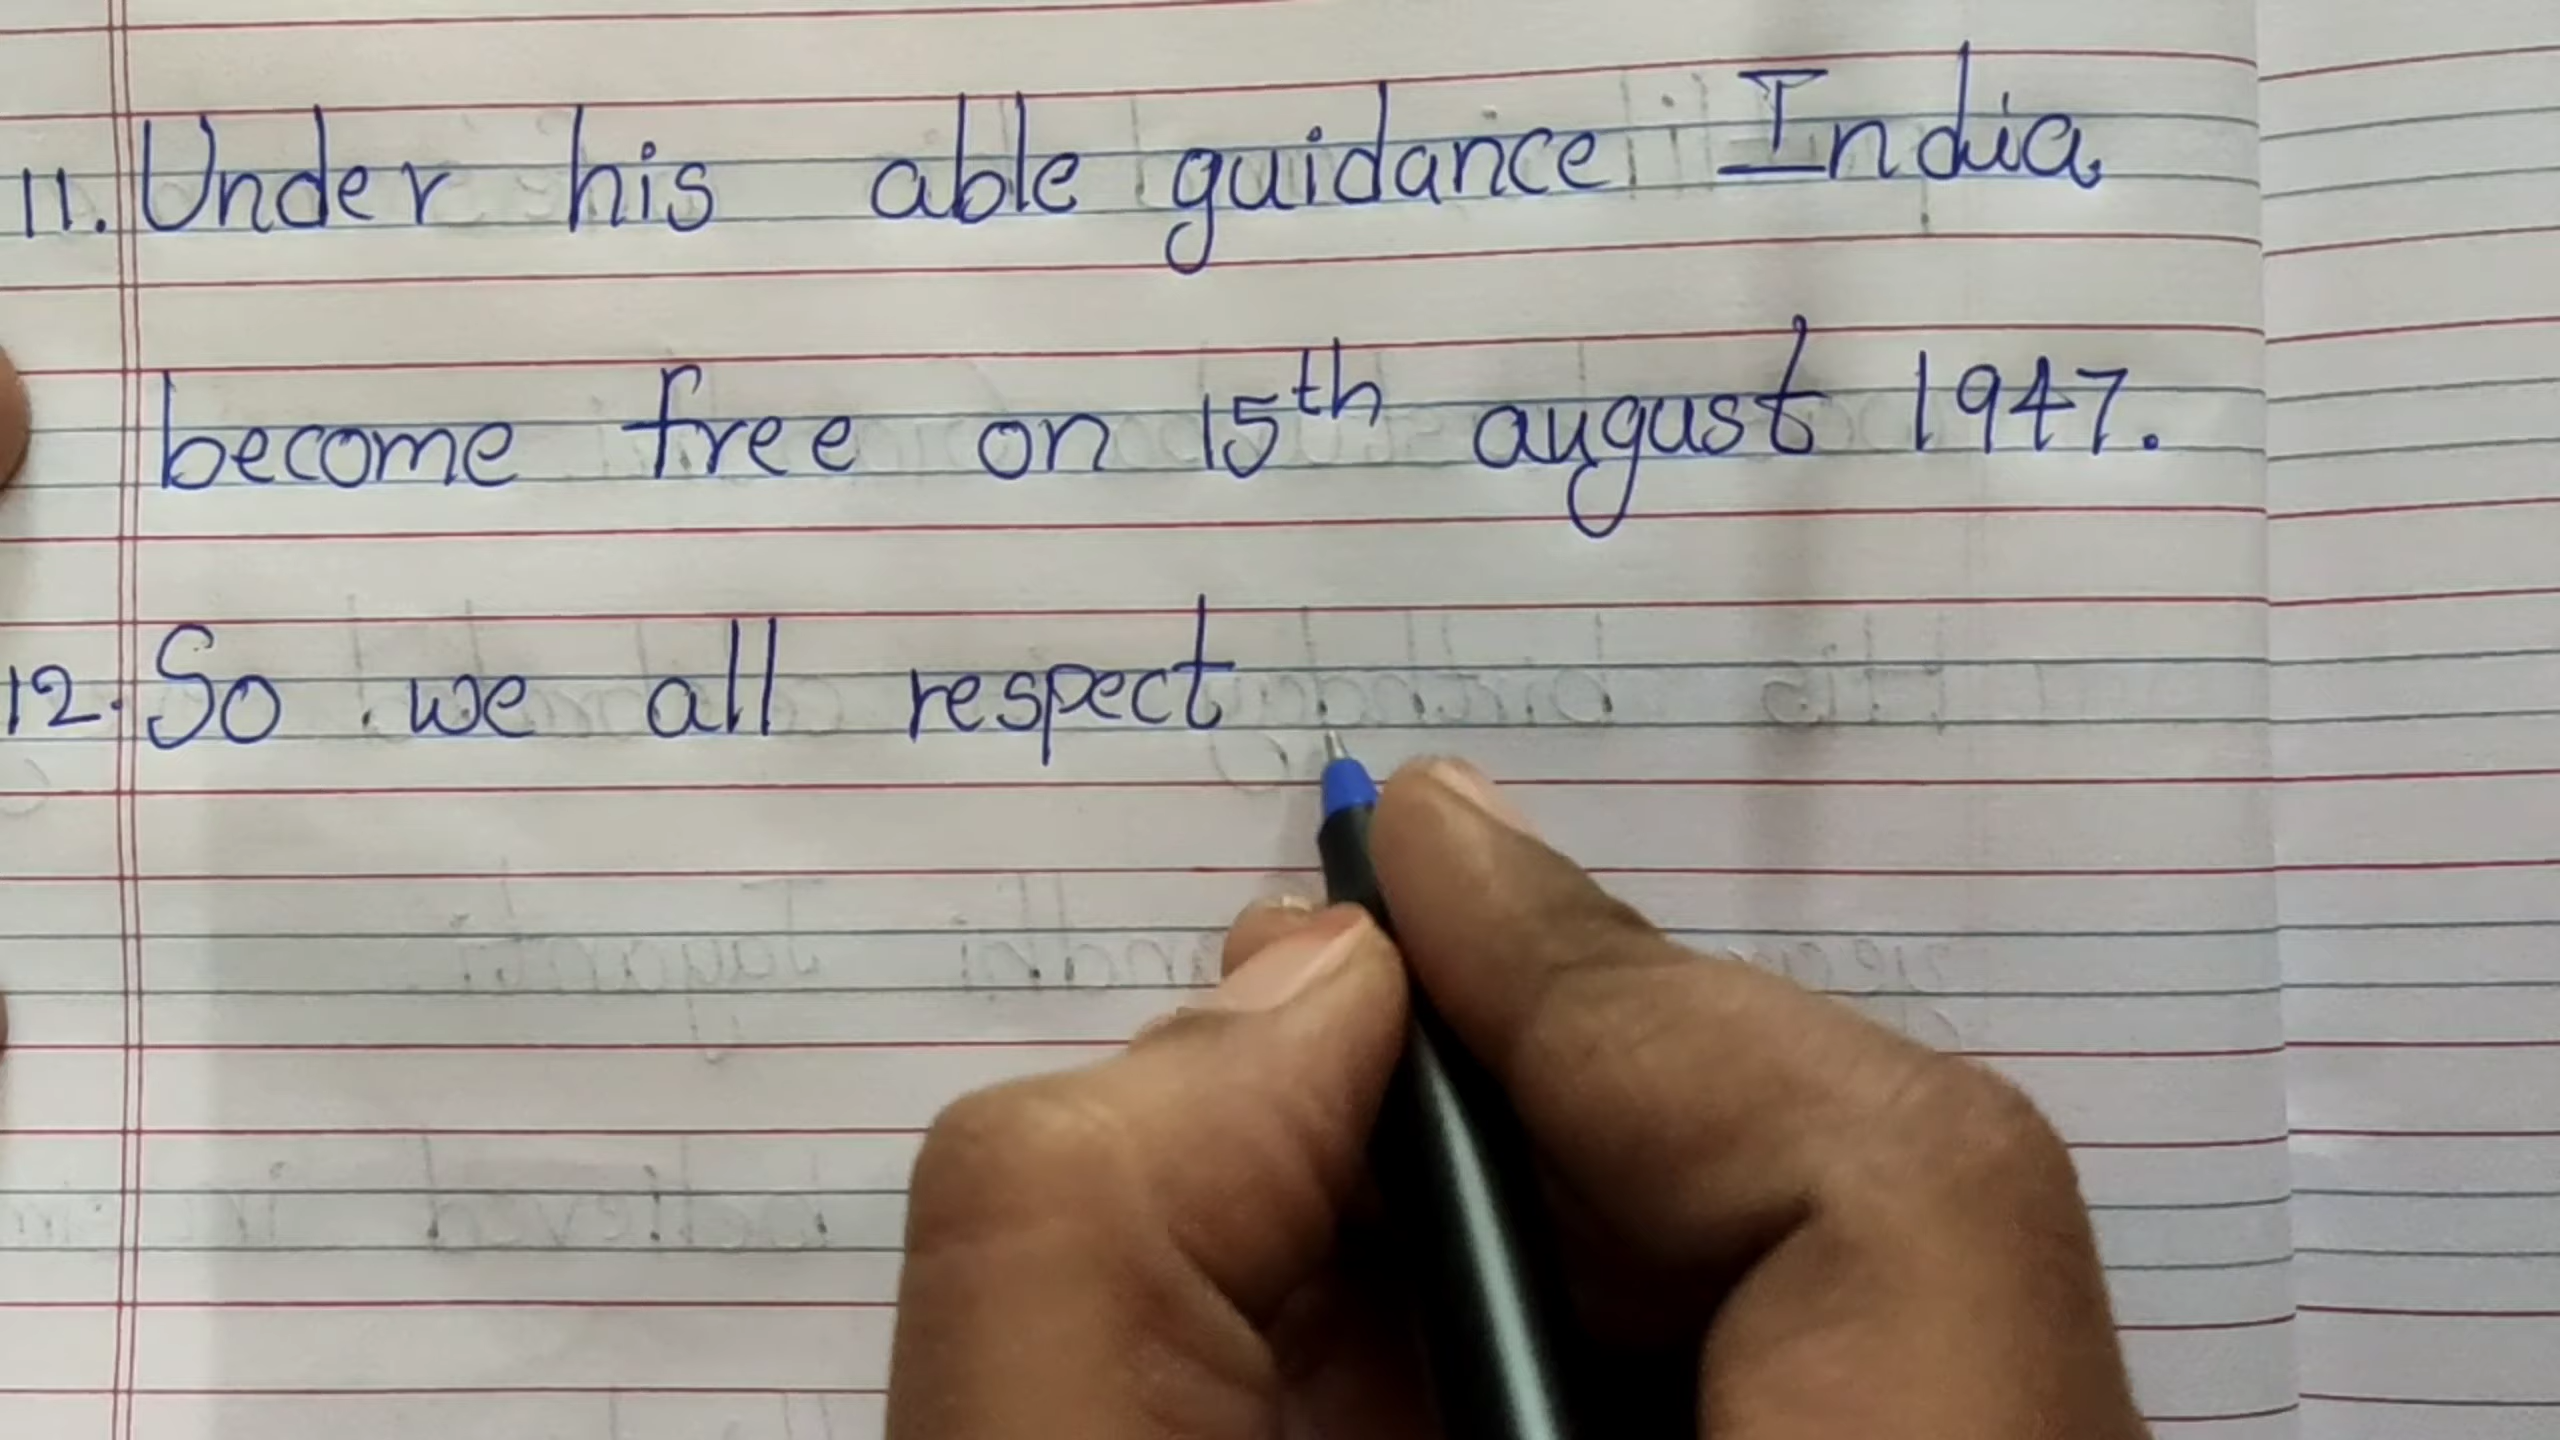 11. Under his able guidance India
become free on 15th august 1947.
12. So we all respect